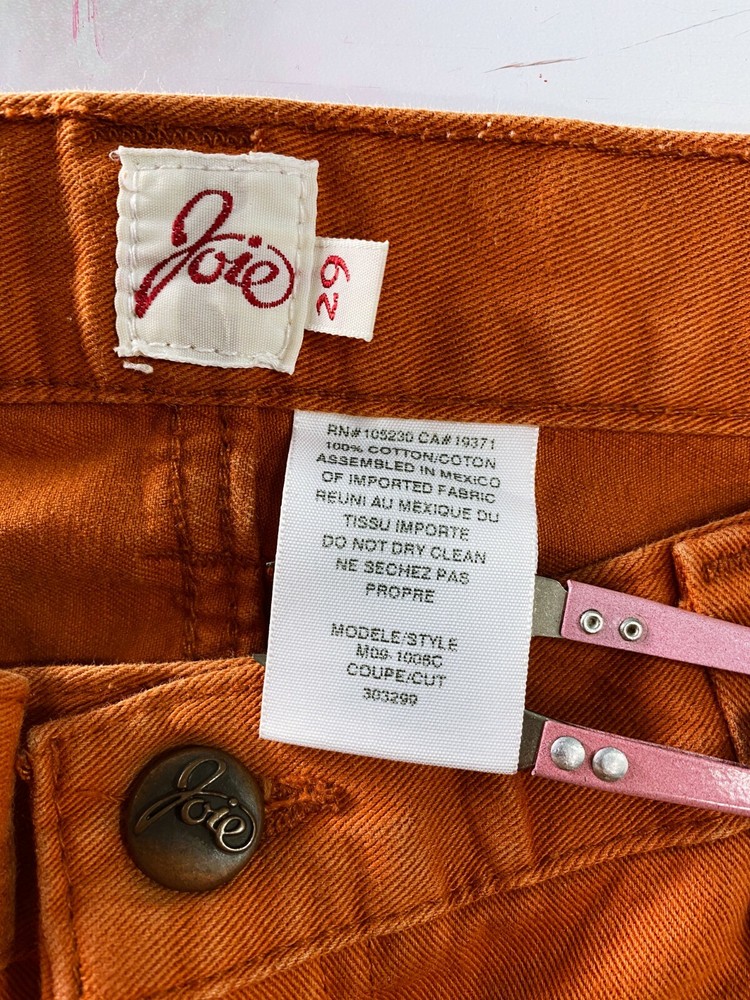 Joie
29
RN#105230 CA#19371
100% COTTON/COTON
ASSEMBLED IN MEXICO
OF IMPORTED FABRIC
REUNI AU MEXIQUE DU
TISSU IMPORTE
DO NOT DRY CLEAN
NE SECHEZ PAS
PROPRE
MODELE/STYLE
M09-1006C
COUPE/CUT
303299
Joie